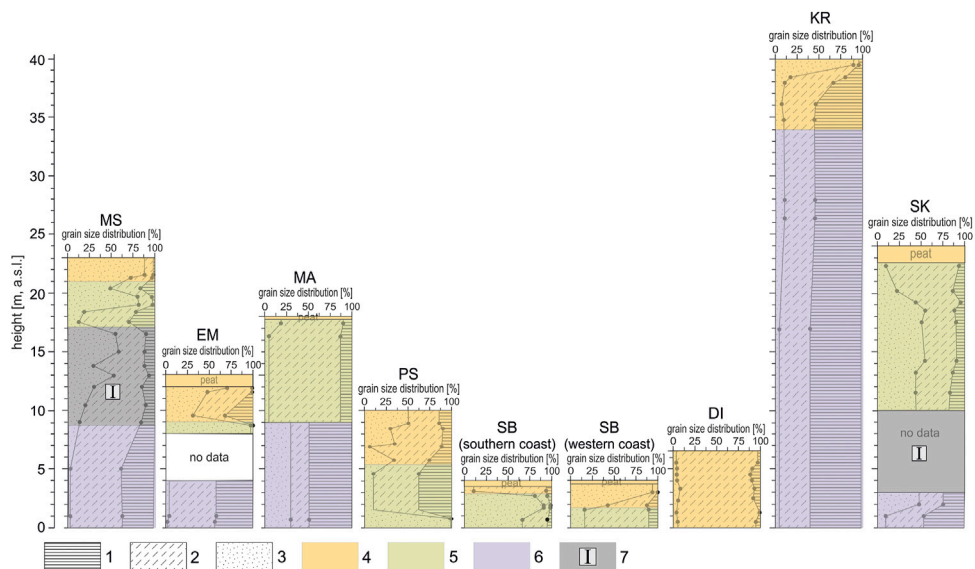 KR
grain size distribution [%]
0 25 50 75 100
40
35
30
25
20
15
10
5
0
height [m, a.s.l.]
MS
grain size distribution [%]
0 25 50 75 100
I
EM
grain size distribution [%]
0 25 50 75 100
peat
no data
MA
grain size distribution [%]
0 25 50 75 100
peat
PS
grain size distribution [%]
0 25 50 75 100
SB
(southern coast)
grain size distribution [%]
0 25 50 75 100
peat
SB
(western coast)
grain size distribution [%]
0 25 50 75 100
peat
DI
grain size distribution [%]
0 25 50 75 100
SK
grain size distribution [%]
0 25 50 75 100
peat
no data
I
1 2 3 4 5 6 I 7